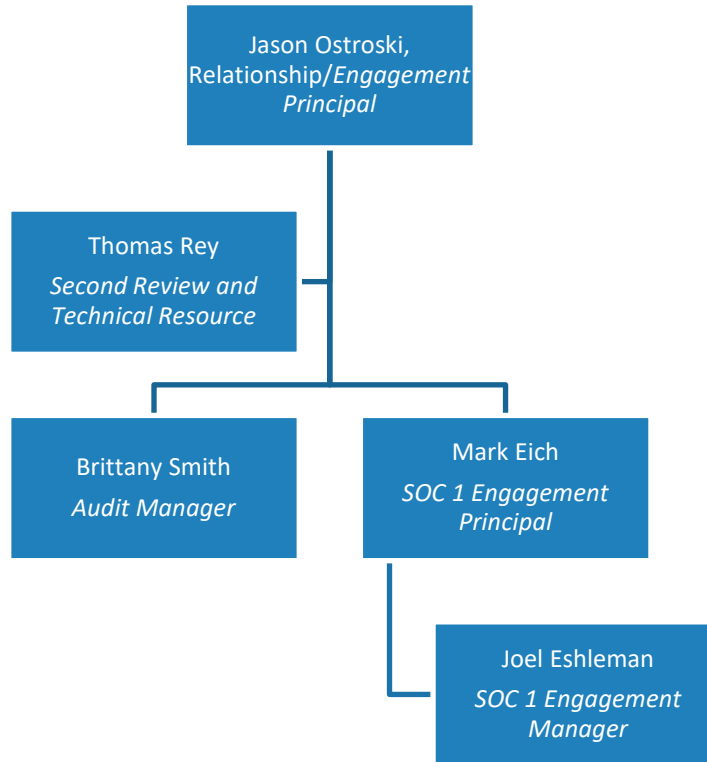 Jason Ostroski,
Relationship/Engagement
Principal
Thomas Rey
Second Review and
Technical Resource
Brittany Smith
Audit Manager
Mark Eich
SOC 1 Engagement
Principal
Joel Eshleman
SOC 1 Engagement
Manager